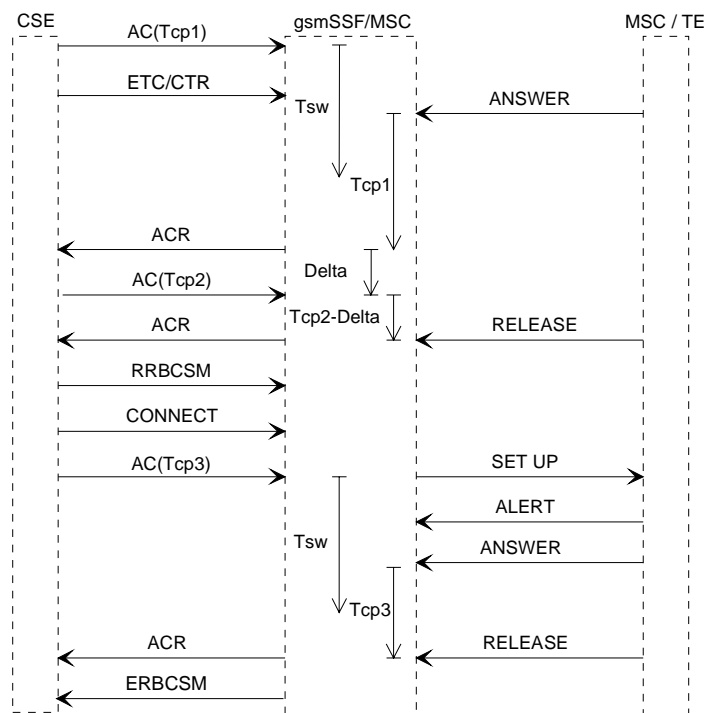 CSE gsmSSF/MSC MSC / TE
AC(Tcp1)
ETC/CTR
ANSWER
Tsw
Tcp1
ACR
Delta
AC(Tcp2)
Tcp2-Delta
ACR
RELEASE
RRBCSM
CONNECT
AC(Tcp3)
SET UP
ALERT
Tsw
ANSWER
Tcp3
ACR
RELEASE
ERBCSM